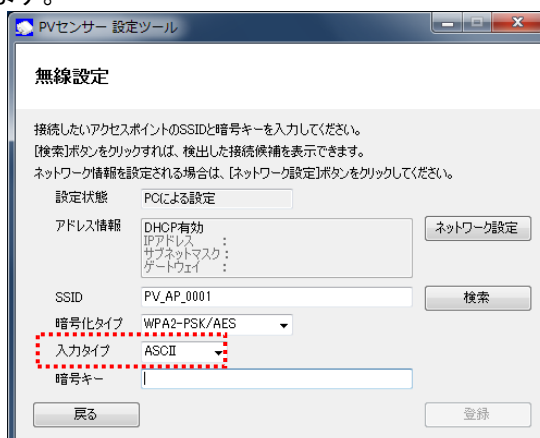 ます。
PVセンサー 設定ツール
無線設定
接続したいアクセスポイントのSSIDと暗号キーを入力してください。
[検索]ボタンをクリックすれば、検出した接続候補を表示できます。
ネットワーク情報を設定される場合は、[ネットワーク設定]ボタンをクリックしてください。
設定状態 PCによる設定
アドレス情報 DHCP有効 ネットワーク設定
IPアドレス :
サブネットマスク :
ゲートウェイ :
SSID PV_AP_0001 検索
暗号化タイプ WPA2-PSK/AES
入力タイプ ASCII
暗号キー
戻る 登録